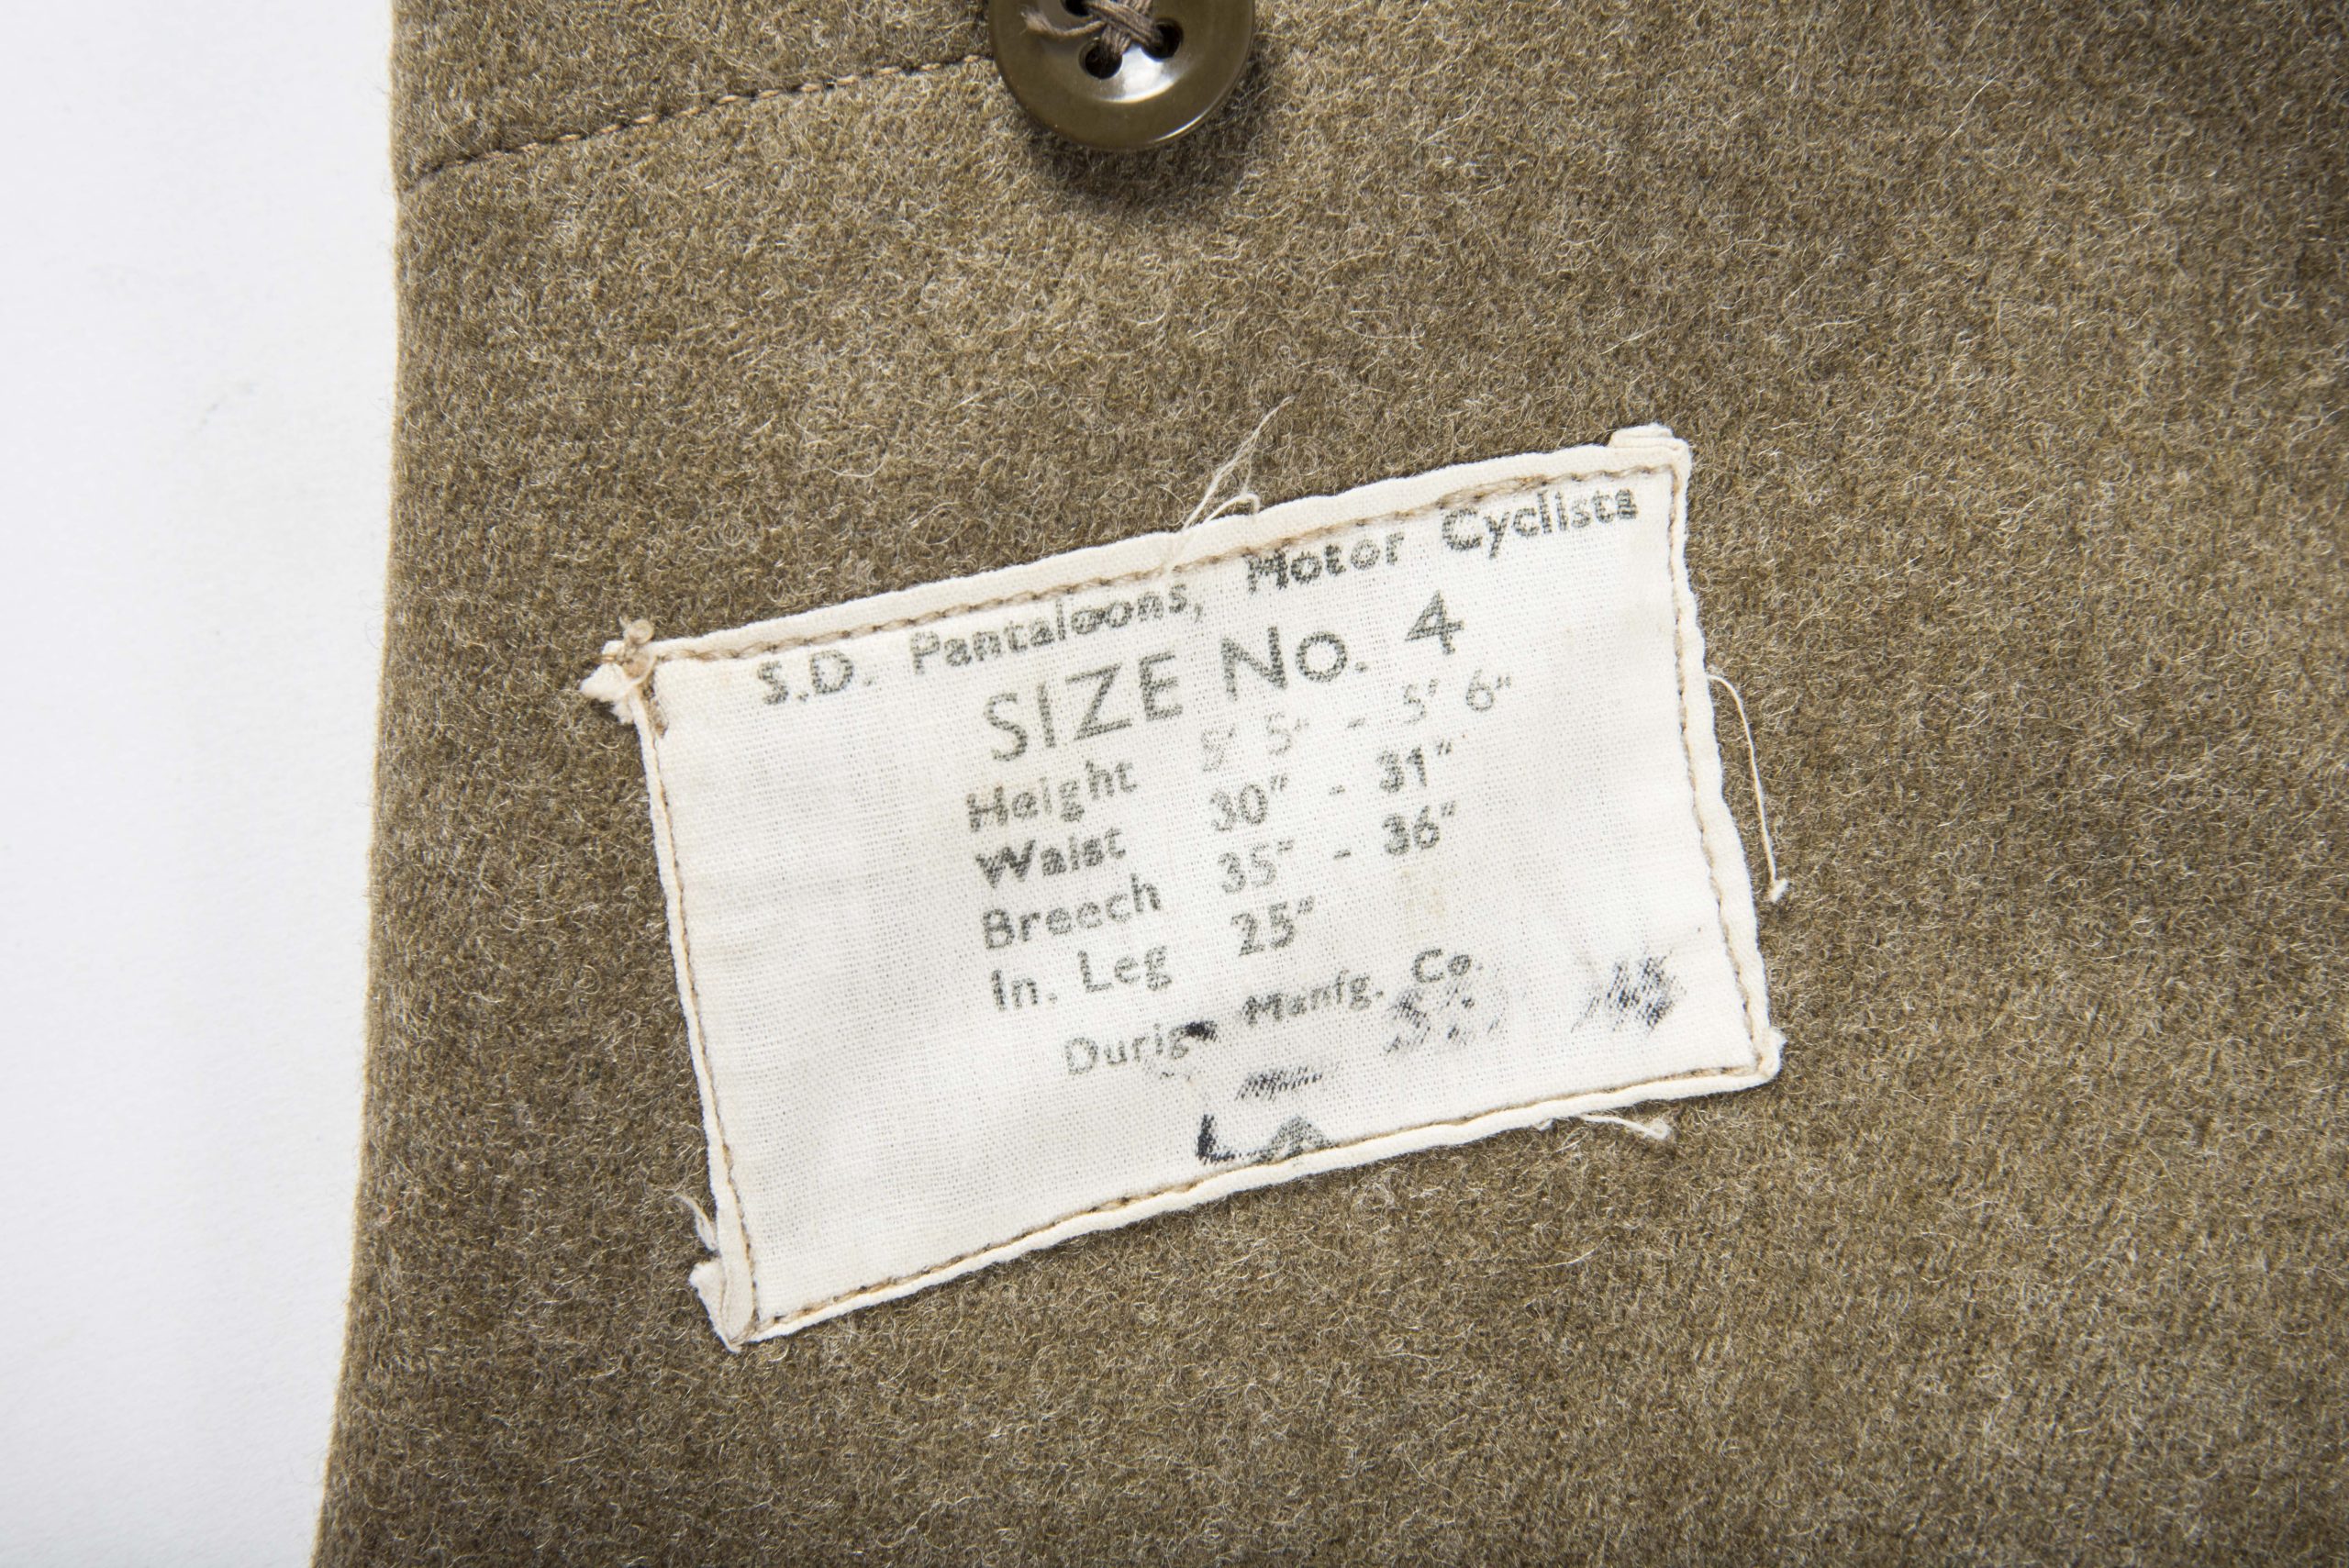 S.D. Pantaloons, Motor Cyclists
SIZE No. 4
Height 5' 5" - 5' 6"
Waist 30" - 31"
Breech 35" - 36"
In. Leg 25"
Manfg. Co.